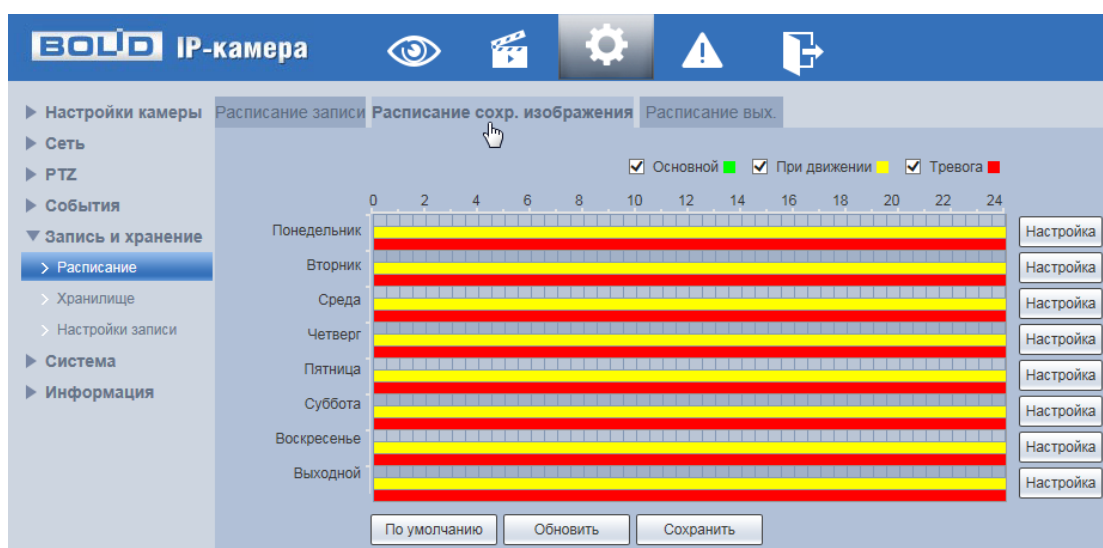 BOLID IP-камера
Настройки камеры
Сеть
PTZ
События
Запись и хранение
Расписание
Хранилище
Настройки записи
Система
Информация
Расписание записи Расписание сохр. изображения Расписание вых.
Основной При движении Тревога
0 2 4 6 8 10 12 14 16 18 20 22 24
Понедельник Настройка
Вторник Настройка
Среда Настройка
Четверг Настройка
Пятница Настройка
Суббота Настройка
Воскресенье Настройка
Выходной Настройка
По умолчанию Обновить Сохранить